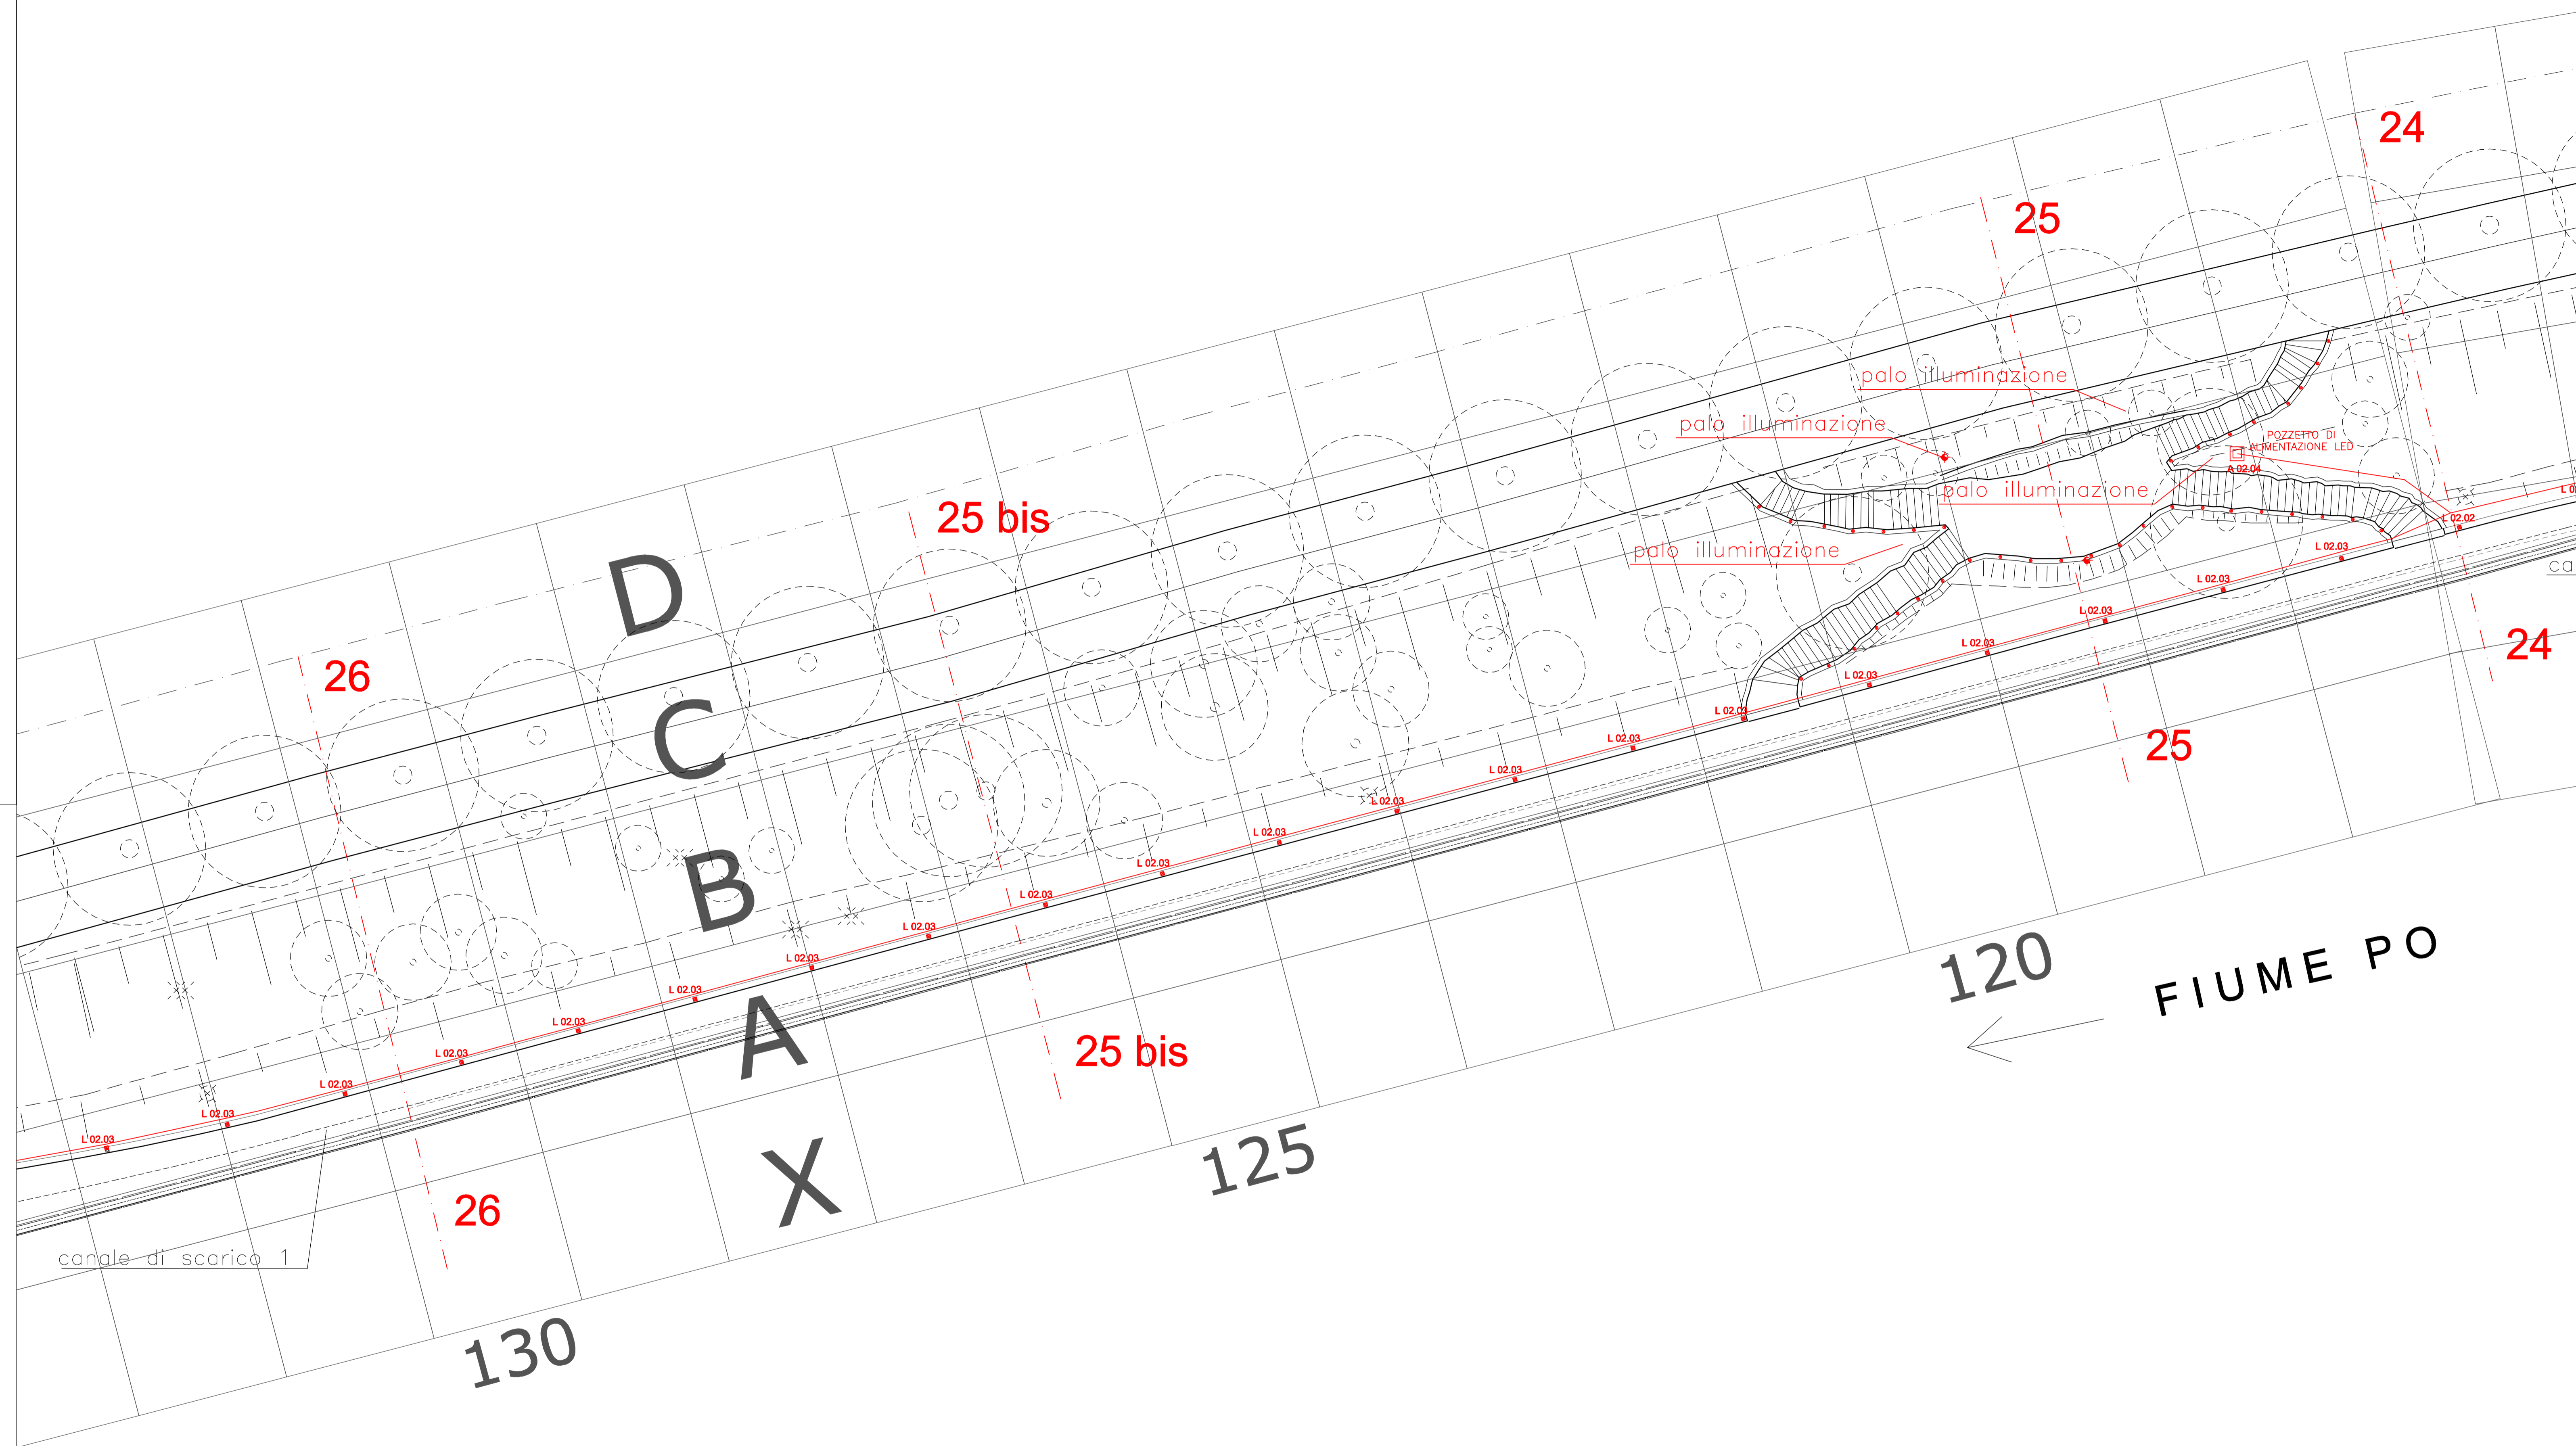 24
25
palo illuminazione
palo illuminazione
POZZETTO DI
ALIMENTAZIONE LED
A 02.04
palo illuminazione
25 bis
L 02.02
palo illuminazione
L 02.03
ca
L 02.03
D
L 02.03
24
L 02.03
26
L 02.03
L 02.03
L 02.03
C
25
L 02.03
L 02.03
L 02.03
L 02.03
B
L 02.03
L 02.03
FIUME PO
L 02.03
120
L 02.03
L 02.03
A
25 bis
L 02.03
L 02.03
L 02.03
L 02.03
125
X
26
canale di scarico 1
130